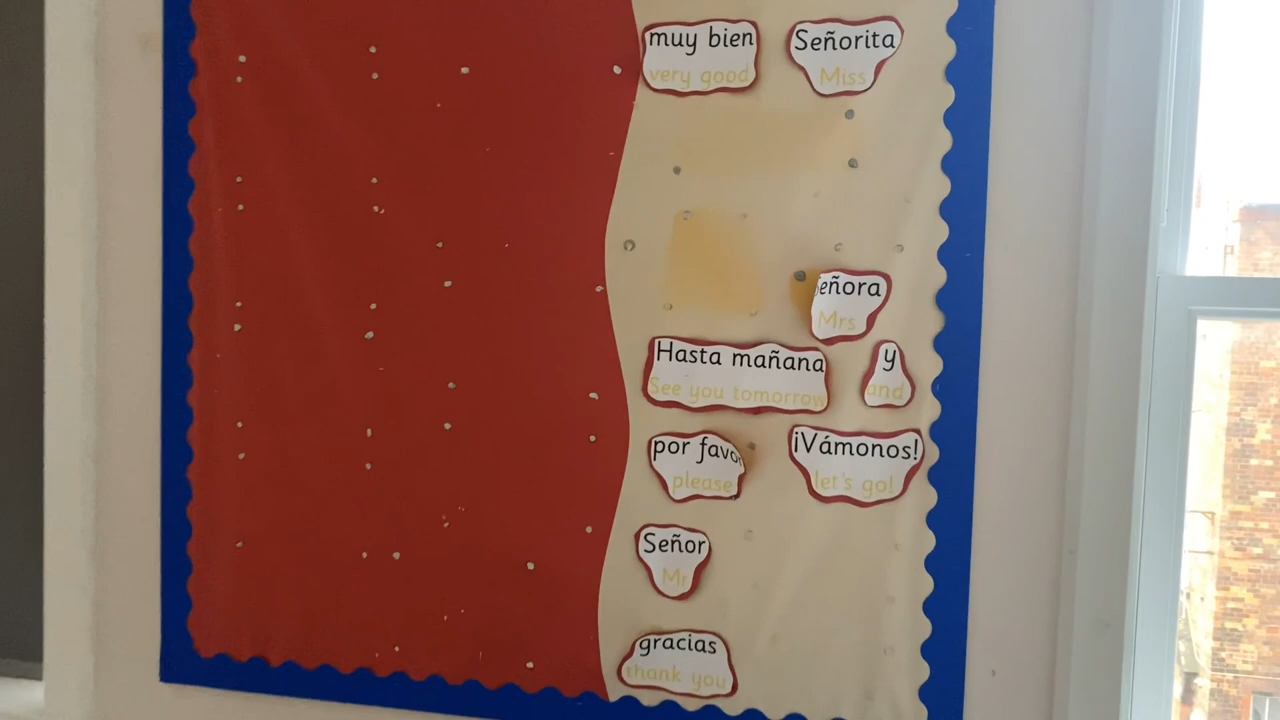 muy bien
very good
Señorita
Miss
eñora
Mrs
Hasta mañana
See you tomorrow
y
and
por favo
please
¡Vámonos!
let's go!
Señor
Mr
gracias
thank you